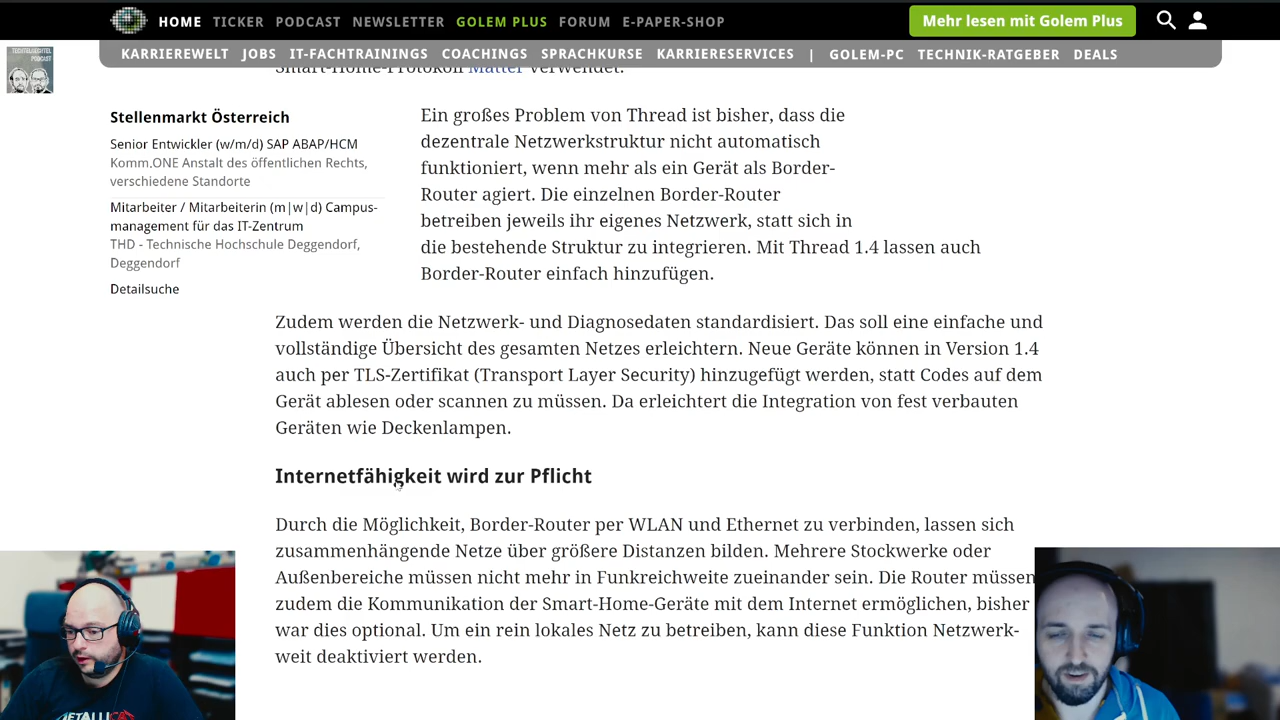 HOME TICKER PODCAST NEWSLETTER GOLEM PLUS FORUM E-PAPER-SHOP Mehr lesen mit Golem Plus
KARRIEREWELT JOBS IT-FACHTRAININGS COACHINGS SPRACHKURSE KARRIERESERVICES | GOLEM-PC TECHNIK-RATGEBER DEALS
TECHTELMECHTEL
PODCAST
Smart-Home-Protokoll Matter verwendet.
Stellenmarkt Österreich
Senior Entwickler (w/m/d) SAP ABAP/HCM
Komm.ONE Anstalt des öffentlichen Rechts,
verschiedene Standorte
Mitarbeiter / Mitarbeiterin (m|w|d) Campus-
management für das IT-Zentrum
THD - Technische Hochschule Deggendorf,
Deggendorf
Detailsuche
Ein großes Problem von Thread ist bisher, dass die
dezentrale Netzwerkstruktur nicht automatisch
funktioniert, wenn mehr als ein Gerät als Border-
Router agiert. Die einzelnen Border-Router
betreiben jeweils ihr eigenes Netzwerk, statt sich in
die bestehende Struktur zu integrieren. Mit Thread 1.4 lassen auch
Border-Router einfach hinzufügen.
Zudem werden die Netzwerk- und Diagnosedaten standardisiert. Das soll eine einfache und
vollständige Übersicht des gesamten Netzes erleichtern. Neue Geräte können in Version 1.4
auch per TLS-Zertifikat (Transport Layer Security) hinzugefügt werden, statt Codes auf dem
Gerät ablesen oder scannen zu müssen. Da erleichtert die Integration von fest verbauten
Geräten wie Deckenlampen.
Internetfähigkeit wird zur Pflicht
Durch die Möglichkeit, Border-Router per WLAN und Ethernet zu verbinden, lassen sich
zusammenhängende Netze über größere Distanzen bilden. Mehrere Stockwerke oder
Außenbereiche müssen nicht mehr in Funkreichweite zueinander sein. Die Router müssen
zudem die Kommunikation der Smart-Home-Geräte mit dem Internet ermöglichen, bisher
war dies optional. Um ein rein lokales Netz zu betreiben, kann diese Funktion Netzwerk-
weit deaktiviert werden.
METALLICA